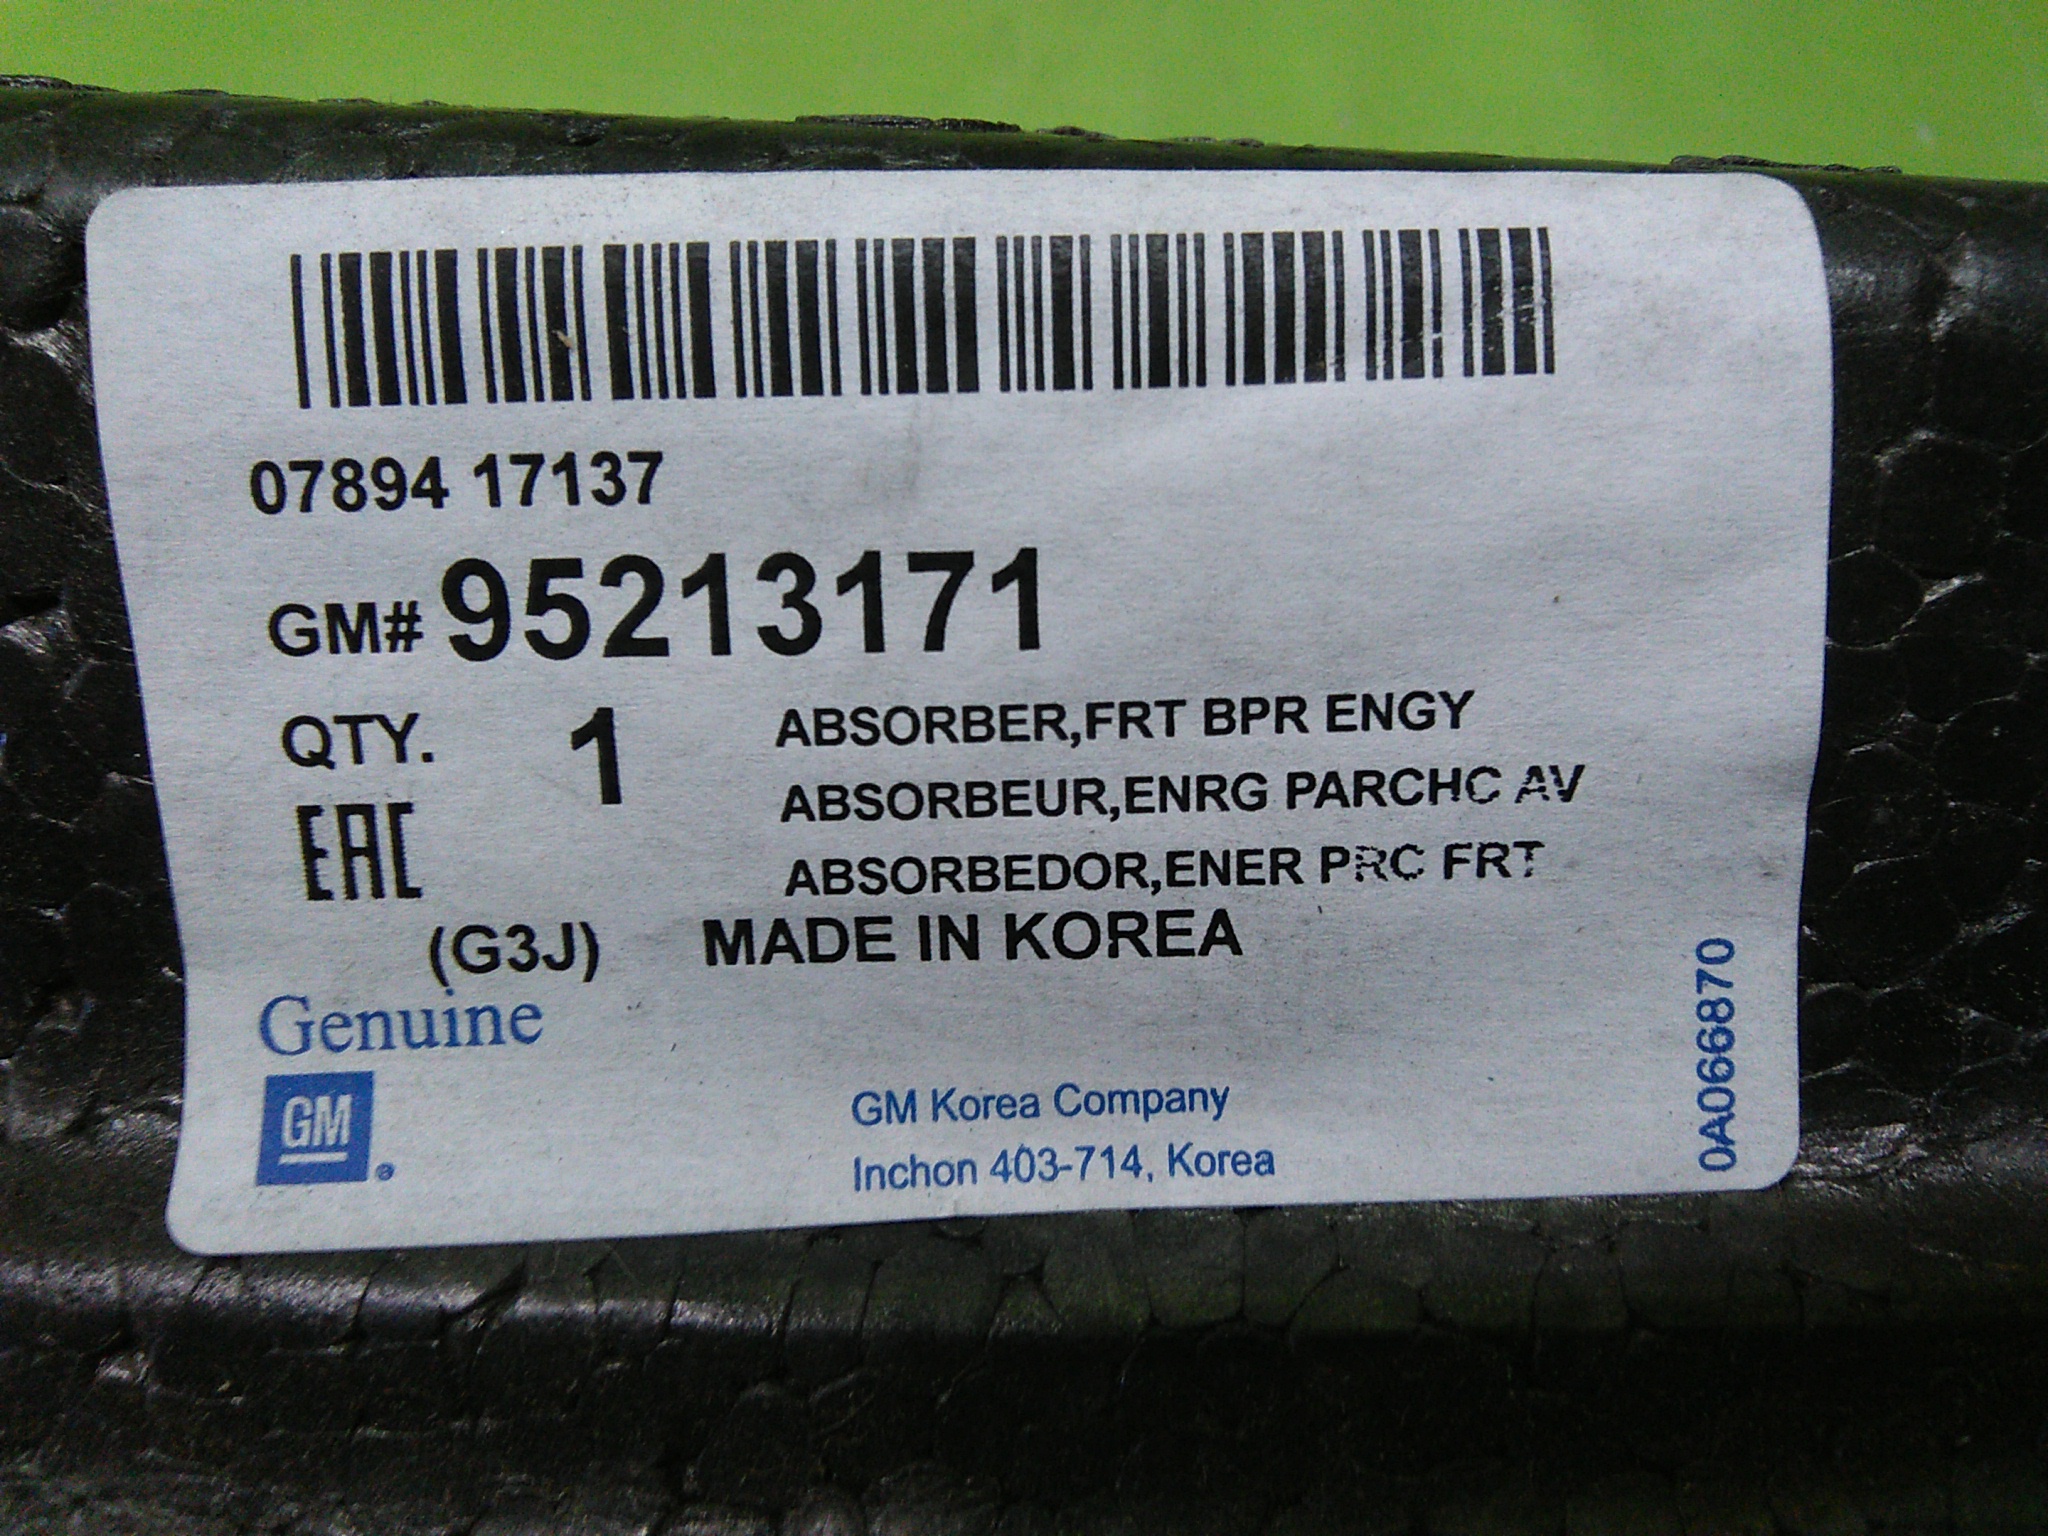 07894 17137
GM# 95213171
QTY. 1 ABSORBER,FRT BPR ENGY
ABSORBEUR,ENRG PARCHC AV
EAC
ABSORBEDOR,ENER PRC FRT
(G3J) MADE IN KOREA
Genuine
GM
GM Korea Company
Inchon 403-714, Korea
0A066870